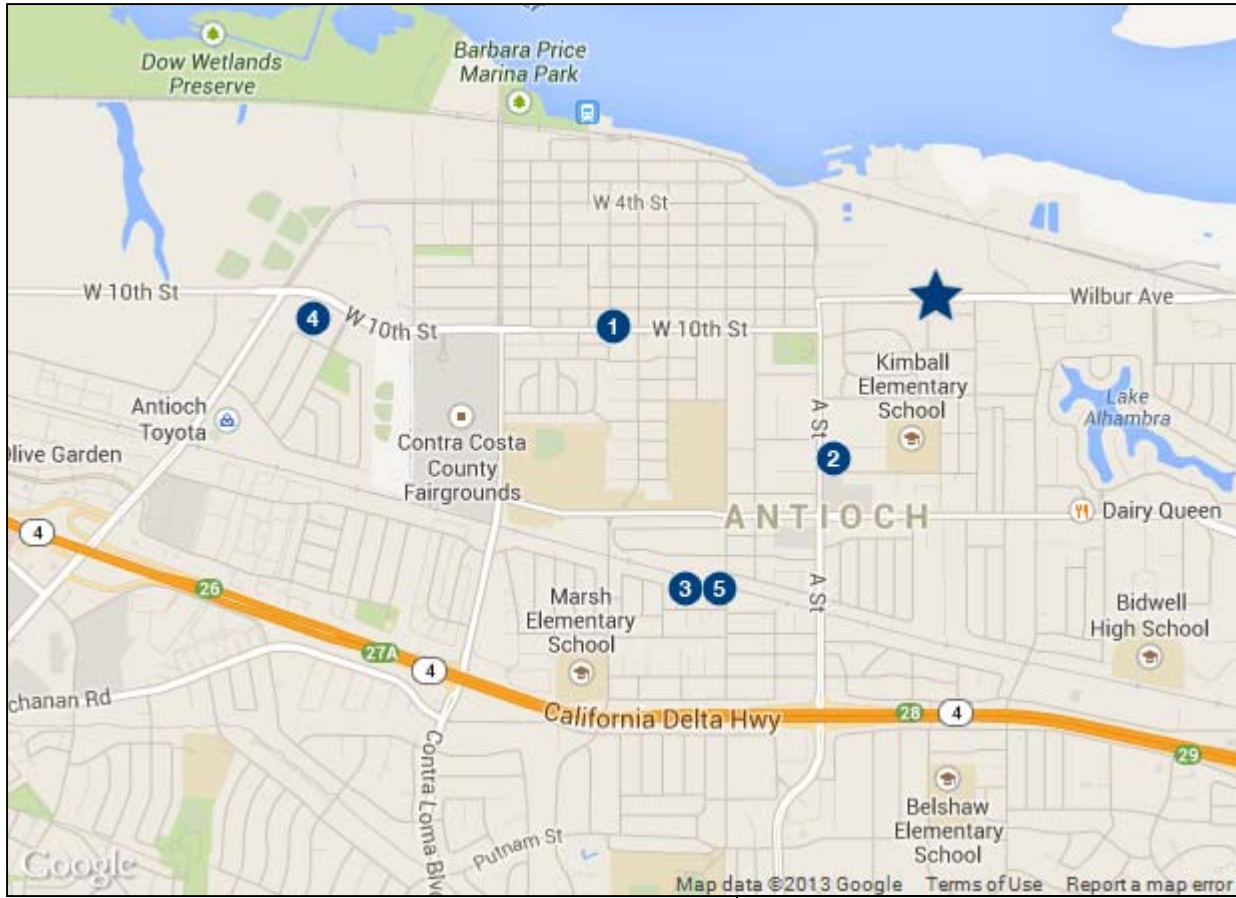 Dow Wetlands
Preserve
Barbara Price
Marina Park
W 4th St
W 10th St
4
W 10th St
1
W 10th St
Wilbur Ave
Kimball
Elementary
School
Lake
Alhambra
Antioch
Toyota
Contra Costa
County
Fairgrounds
A St
2
Olive Garden
ANTIOCH
Dairy Queen
4
26
Marsh
Elementary
School
3
5
A St
Bidwell
High School
27A
4
chanan Rd
California Delta Hwy
28
4
29
Contra Loma Blv
Putnam St
Belshaw
Elementary
School
Google
Map data ©2013 Google
Terms of Use
Report a map error